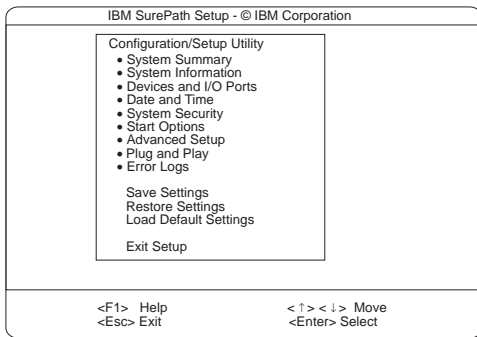 IBM SurePath Setup - © IBM Corporation
Configuration/Setup Utility
• System Summary
• System Information
• Devices and I/O Ports
• Date and Time
• System Security
• Start Options
• Advanced Setup
• Plug and Play
• Error Logs
Save Settings
Restore Settings
Load Default Settings
Exit Setup
<F1> Help <↑> <↓> Move
<Esc> Exit <Enter> Select